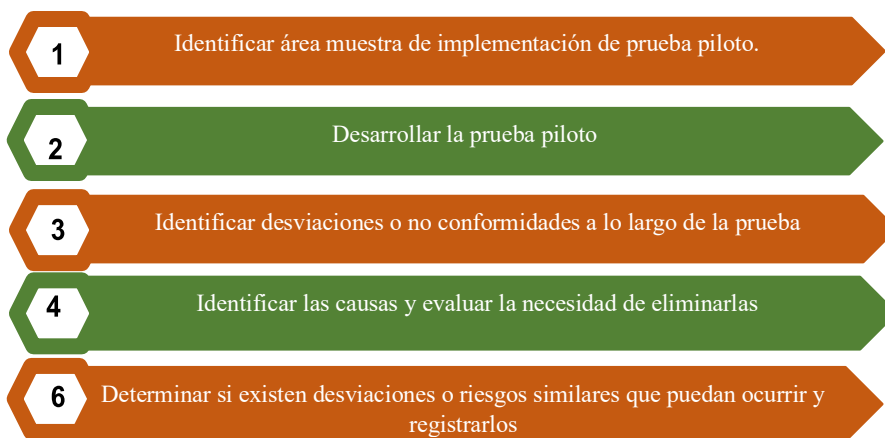 1
Identificar área muestra de implementación de prueba piloto.
2
Desarrollar la prueba piloto
3
Identificar desviaciones o no conformidades a lo largo de la prueba
4
Identificar las causas y evaluar la necesidad de eliminarlas
6
Determinar si existen desviaciones o riesgos similares que puedan ocurrir y
registrarlos